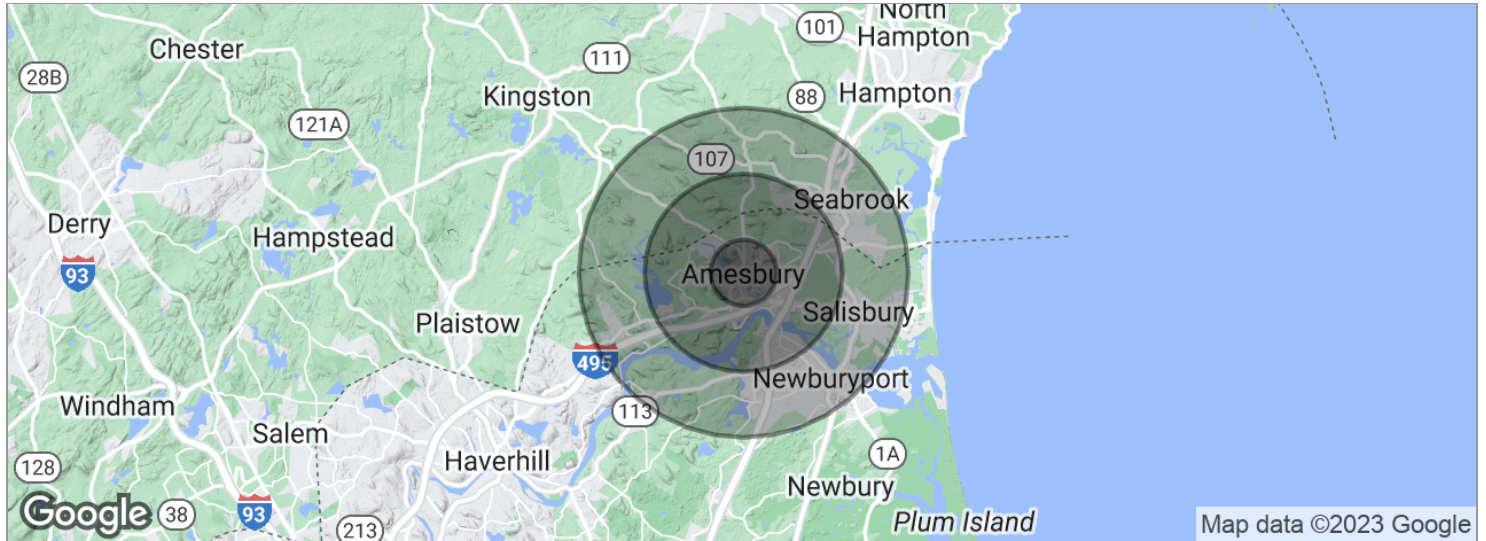 North
Hampton
101
Chester
111
28B
Kingston
88
Hampton
121A
107
Seabrook
Derry
Hampstead
93
Amesbury
Salisbury
Plaistow
495
Newburyport
Windham
113
Salem
1A
Haverhill
128
Newbury
Google
38
93
213
Plum Island
Map data ©2023 Google